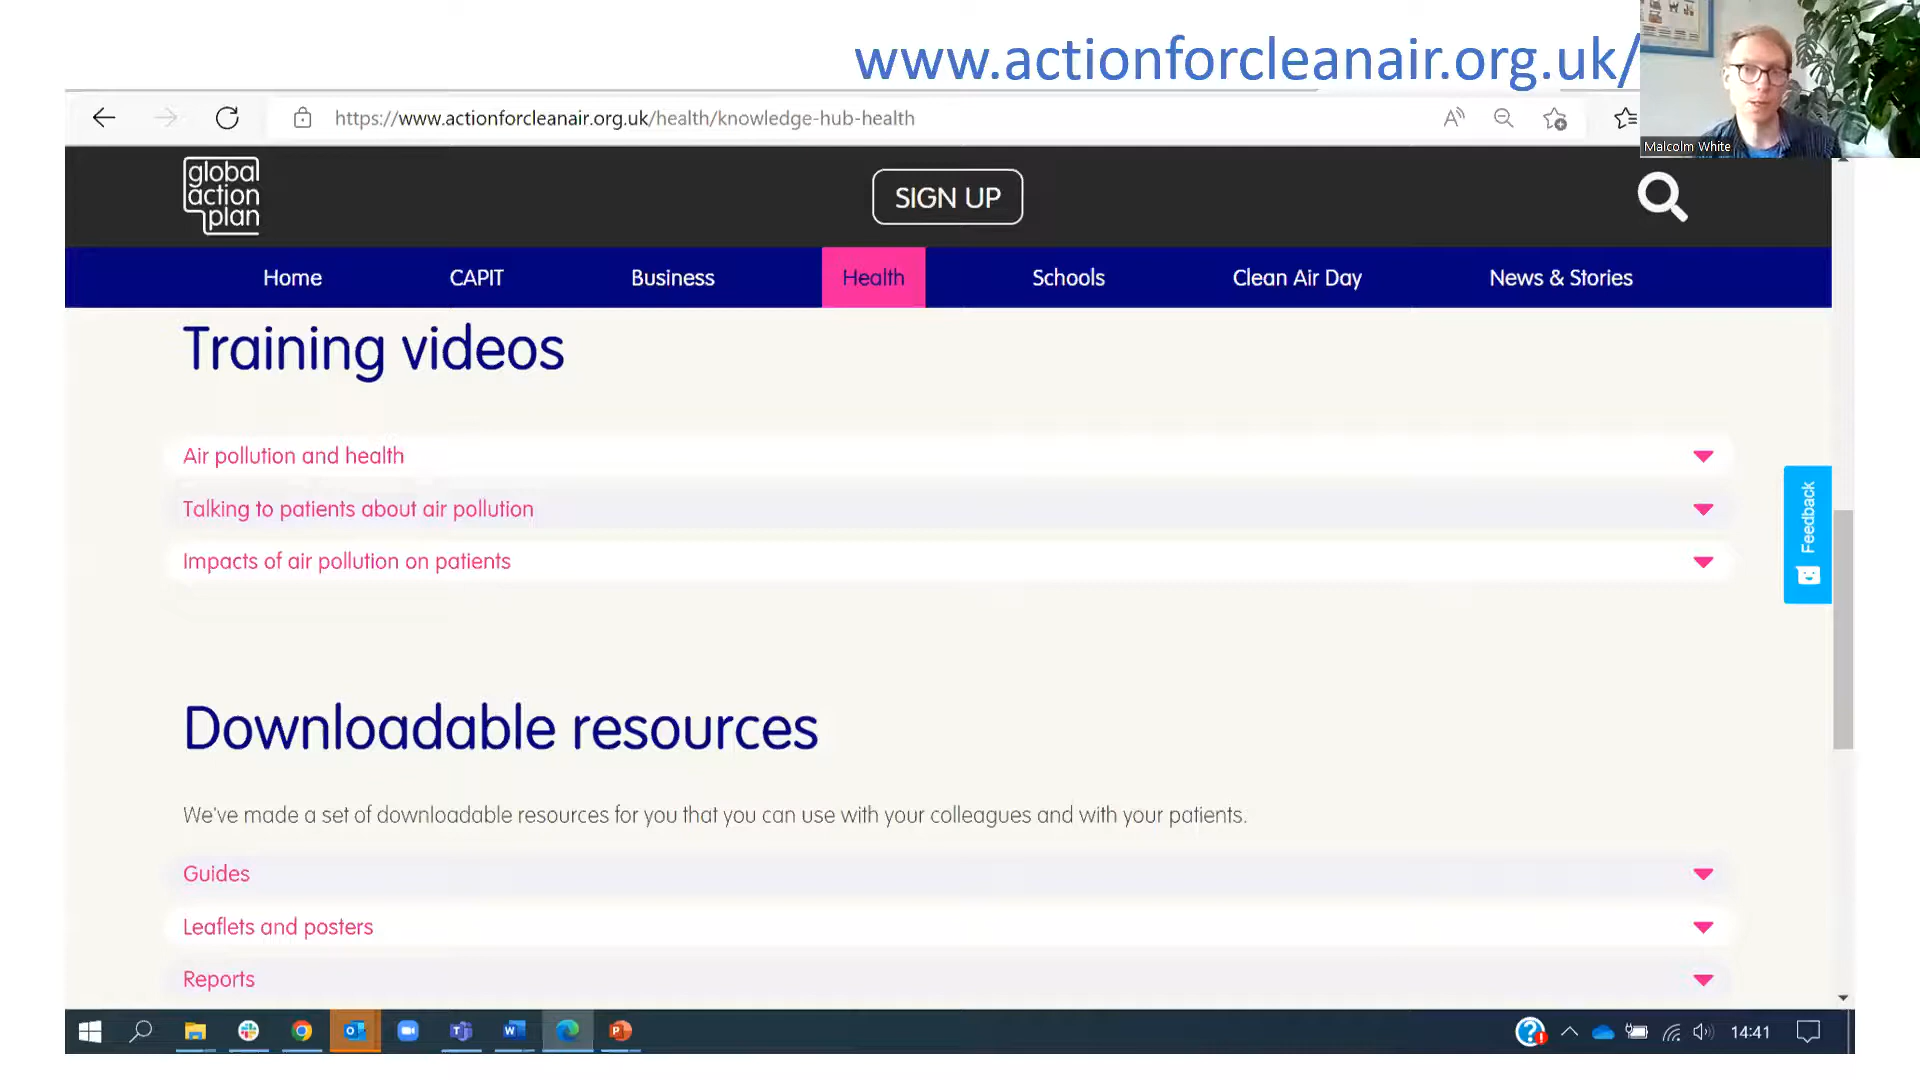 www.actionforcleanair.org.uk/
https://www.actionforcleanair.org.uk/health/knowledge-hub-health
Malcolm White
global
action
plan
SIGN UP
Home CAPIT Business Health Schools Clean Air Day News & Stories
Training videos
Air pollution and health
Talking to patients about air pollution
Impacts of air pollution on patients
Feedback
Downloadable resources
We've made a set of downloadable resources for you that you can use with your colleagues and with your patients.
Guides
Leaflets and posters
Reports
14:41